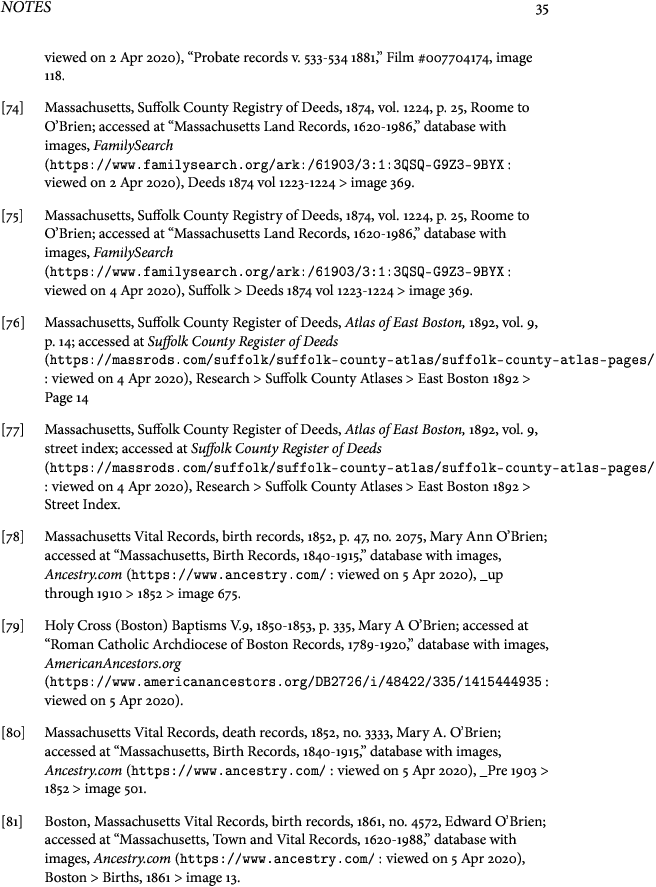 NOTES 35
viewed on 2 Apr 2020), “Probate records v. 533-534 1881,” Film #007704174, image
118.
[74] Massachusetts, Suffolk County Registry of Deeds, 1874, vol. 1224, p. 25, Roome to
O’Brien; accessed at “Massachusetts Land Records, 1620-1986,” database with
images, FamilySearch
(https://www.familysearch.org/ark:/61903/3:1:3QSQ-G9Z3-9BYX :
viewed on 2 Apr 2020), Deeds 1874 vol 1223-1224 > image 369.
[75] Massachusetts, Suffolk County Registry of Deeds, 1874, vol. 1224, p. 25, Roome to
O’Brien; accessed at “Massachusetts Land Records, 1620-1986,” database with
images, FamilySearch
(https://www.familysearch.org/ark:/61903/3:1:3QSQ-G9Z3-9BYX :
viewed on 4 Apr 2020), Suffolk > Deeds 1874 vol 1223-1224 > image 369.
[76] Massachusetts, Suffolk County Register of Deeds, Atlas of East Boston, 1892, vol. 9,
p. 14; accessed at Suffolk County Register of Deeds
(https://massrods.com/suffolk/suffolk-county-atlas/suffolk-county-atlas-pages/
: viewed on 4 Apr 2020), Research > Suffolk County Atlases > East Boston 1892 >
Page 14
[77] Massachusetts, Suffolk County Register of Deeds, Atlas of East Boston, 1892, vol. 9,
street index; accessed at Suffolk County Register of Deeds
(https://massrods.com/suffolk/suffolk-county-atlas/suffolk-county-atlas-pages/
: viewed on 4 Apr 2020), Research > Suffolk County Atlases > East Boston 1892 >
Street Index.
[78] Massachusetts Vital Records, birth records, 1852, p. 47, no. 2075, Mary Ann O’Brien;
accessed at “Massachusetts, Birth Records, 1840-1915,” database with images,
Ancestry.com (https://www.ancestry.com/ : viewed on 5 Apr 2020), _up
through 1910 > 1852 > image 675.
[79] Holy Cross (Boston) Baptisms V.9, 1850-1853, p. 335, Mary A O’Brien; accessed at
“Roman Catholic Archdiocese of Boston Records, 1789-1920,” database with images,
AmericanAncestors.org
(https://www.americanancestors.org/DB2726/i/48422/335/1415444935 :
viewed on 5 Apr 2020).
[80] Massachusetts Vital Records, death records, 1852, no. 3333, Mary A. O’Brien;
accessed at “Massachusetts, Birth Records, 1840-1915,” database with images,
Ancestry.com (https://www.ancestry.com/ : viewed on 5 Apr 2020), _Pre 1903 >
1852 > image 501.
[81] Boston, Massachusetts Vital Records, birth records, 1861, no. 4572, Edward O’Brien;
accessed at “Massachusetts, Town and Vital Records, 1620-1988,” database with
images, Ancestry.com (https://www.ancestry.com/ : viewed on 5 Apr 2020),
Boston > Births, 1861 > image 13.